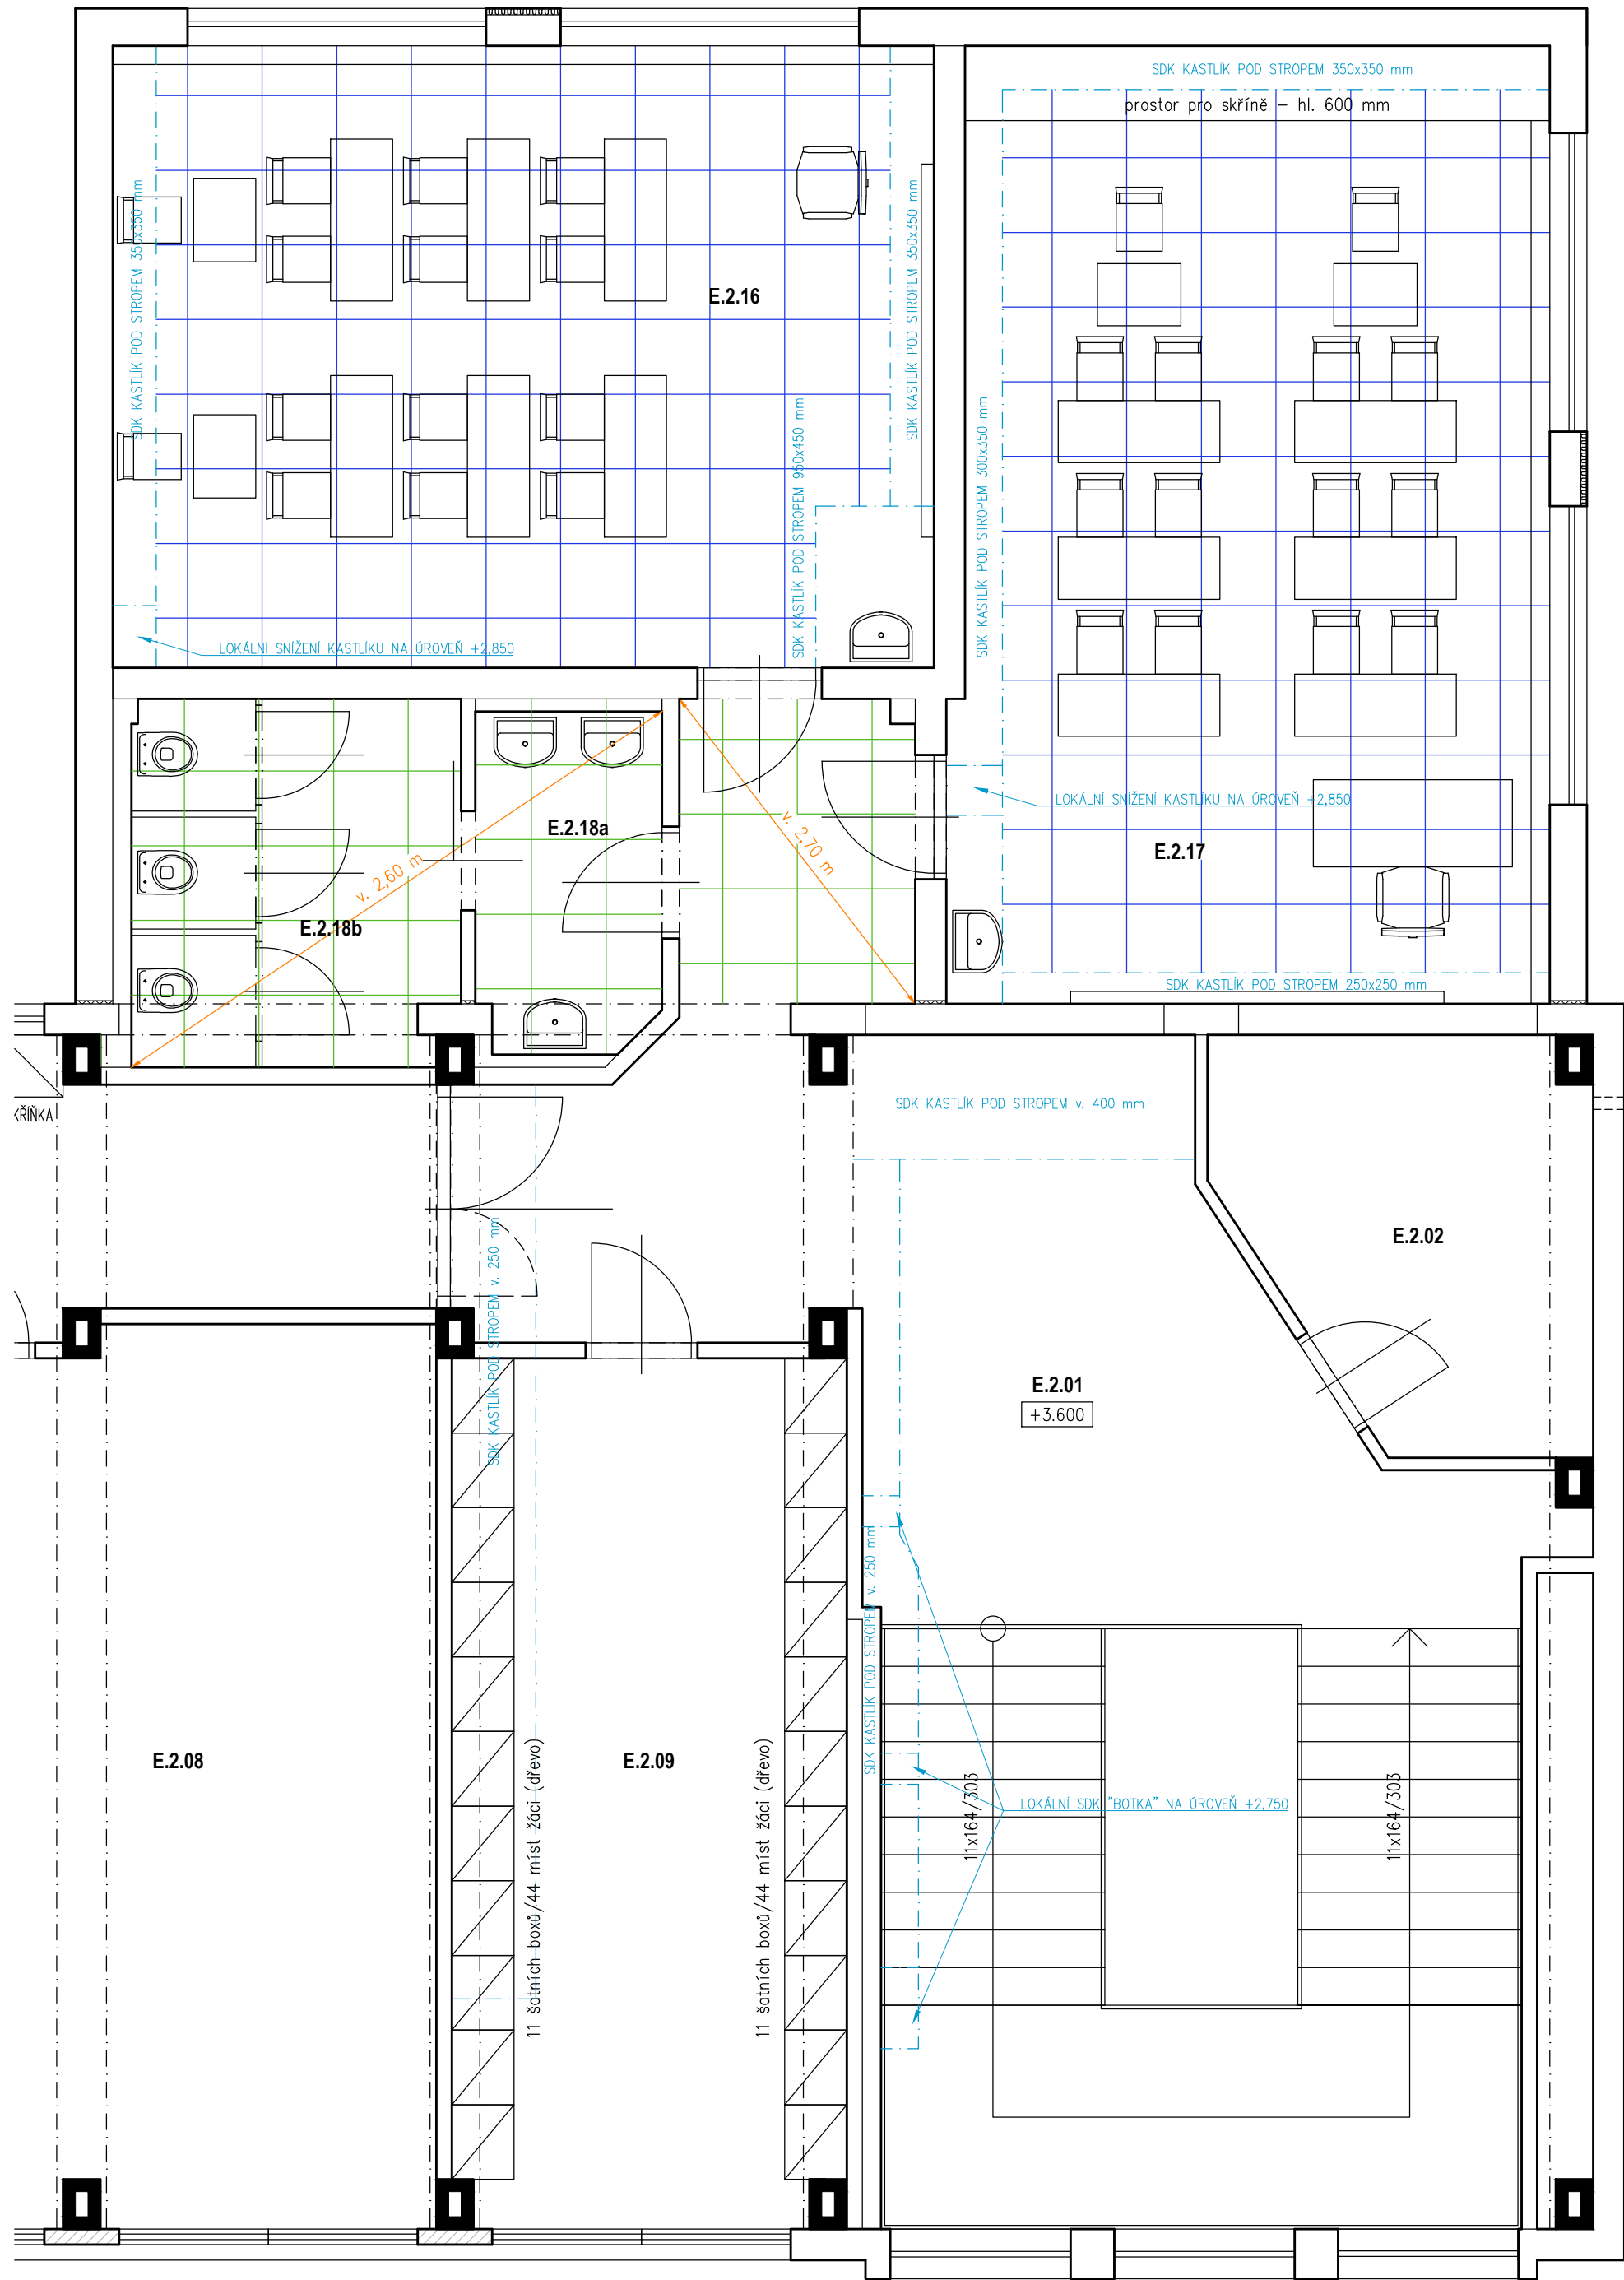 SDK KASTLÍK POD STROPEM 350x350 mm
prostor pro skříně – hl. 600 mm
SDK KASTLÍK POD STROPEM 350x350 mm
SDK KASTLÍK POD STROPEM 350x350 mm
E.2.16
SDK KASTLÍK POD STROPEM 950x450 mm
SDK KASTLÍK POD STROPEM 300x350 mm
LOKÁLNÍ SNÍŽENÍ KASTLÍKU NA ÚROVEŇ +2,850
LOKÁLNÍ SNÍŽENÍ KASTLÍKU NA ÚROVEŇ +2,850
E.2.18a
v. 2,70 m
E.2.17
v. 2,60 m
E.2.18b
SDK KASTLÍK POD STROPEM 250x250 mm
SDK KASTLÍK POD STROPEM v. 400 mm
KŘÍŇKA
E.2.02
SDK KASTLÍK POD STROPEM v. 250 mm
E.2.01
+3.600
SDK KASTLÍK POD STROPEM v. 250 mm
E.2.08
E.2.09
11 šatních boxů/44 míst žáci (dřevo)
11 šatních boxů/44 míst žáci (dřevo)
11x164/303
LOKÁLNÍ SDK "BOTKA" NA ÚROVEŇ +2,750
11x164/303